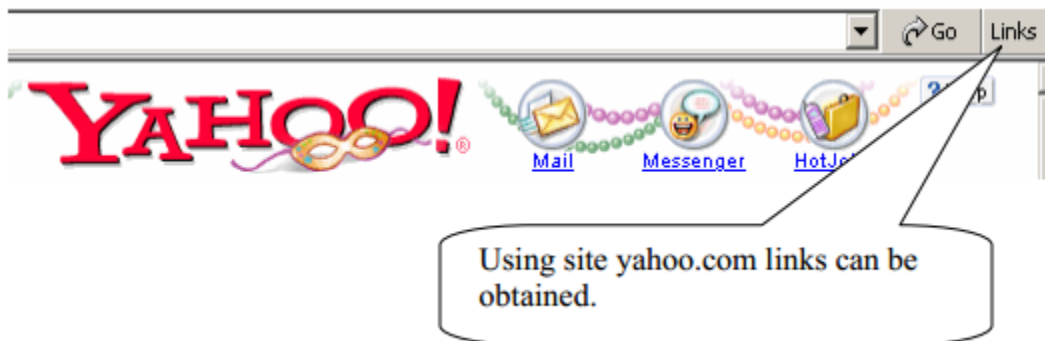 Go Links
YAHOO!®
Mail Messenger
Using site yahoo.com links can be
obtained.